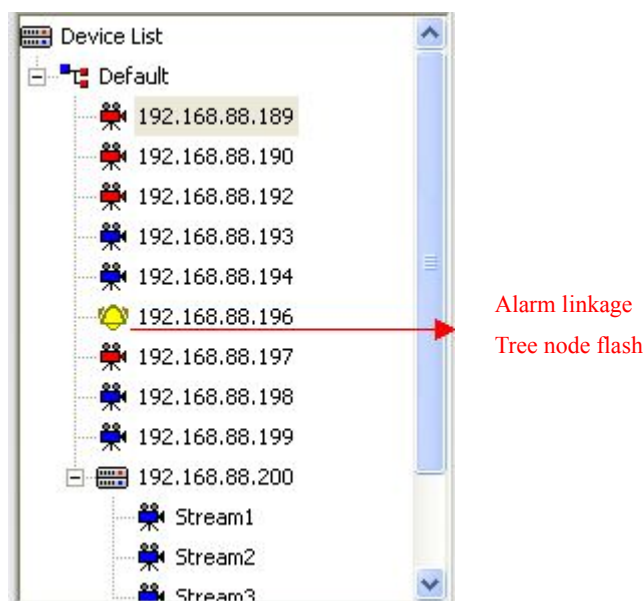 Device List
Default
192.168.88.189
192.168.88.190
192.168.88.192
192.168.88.193
192.168.88.194
192.168.88.196
Alarm linkage
Tree node flash
192.168.88.197
192.168.88.198
192.168.88.199
192.168.88.200
Stream1
Stream2
Stream3